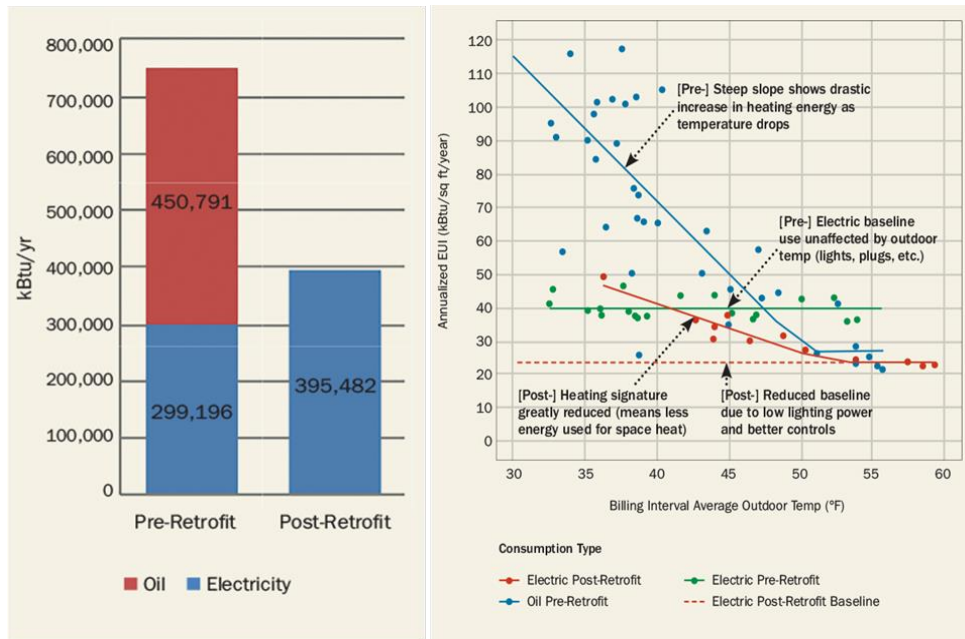 800,000
700,000
600,000
500,000
400,000
300,000
200,000
100,000
0
kBtu/yr
450,791
299,196
395,482
Pre-Retrofit
Post-Retrofit
Oil
Electricity
120
110
100
90
80
70
60
50
40
30
20
10
0
Annualized EUI (kBtu/sq ft/year)
[Pre-] Steep slope shows drastic
increase in heating energy as
temperature drops
[Pre-] Electric baseline
use unaffected by outdoor
temp (lights, plugs, etc.)
[Post-] Heating signature
greatly reduced (means less
energy used for space heat)
[Post-] Reduced baseline
due to low lighting power
and better controls
30 35 40 45 50 55 60
Billing Interval Average Outdoor Temp (°F)
Consumption Type
Electric Post-Retrofit
Electric Pre-Retrofit
Oil Pre-Retrofit
Electric Post-Retrofit Baseline